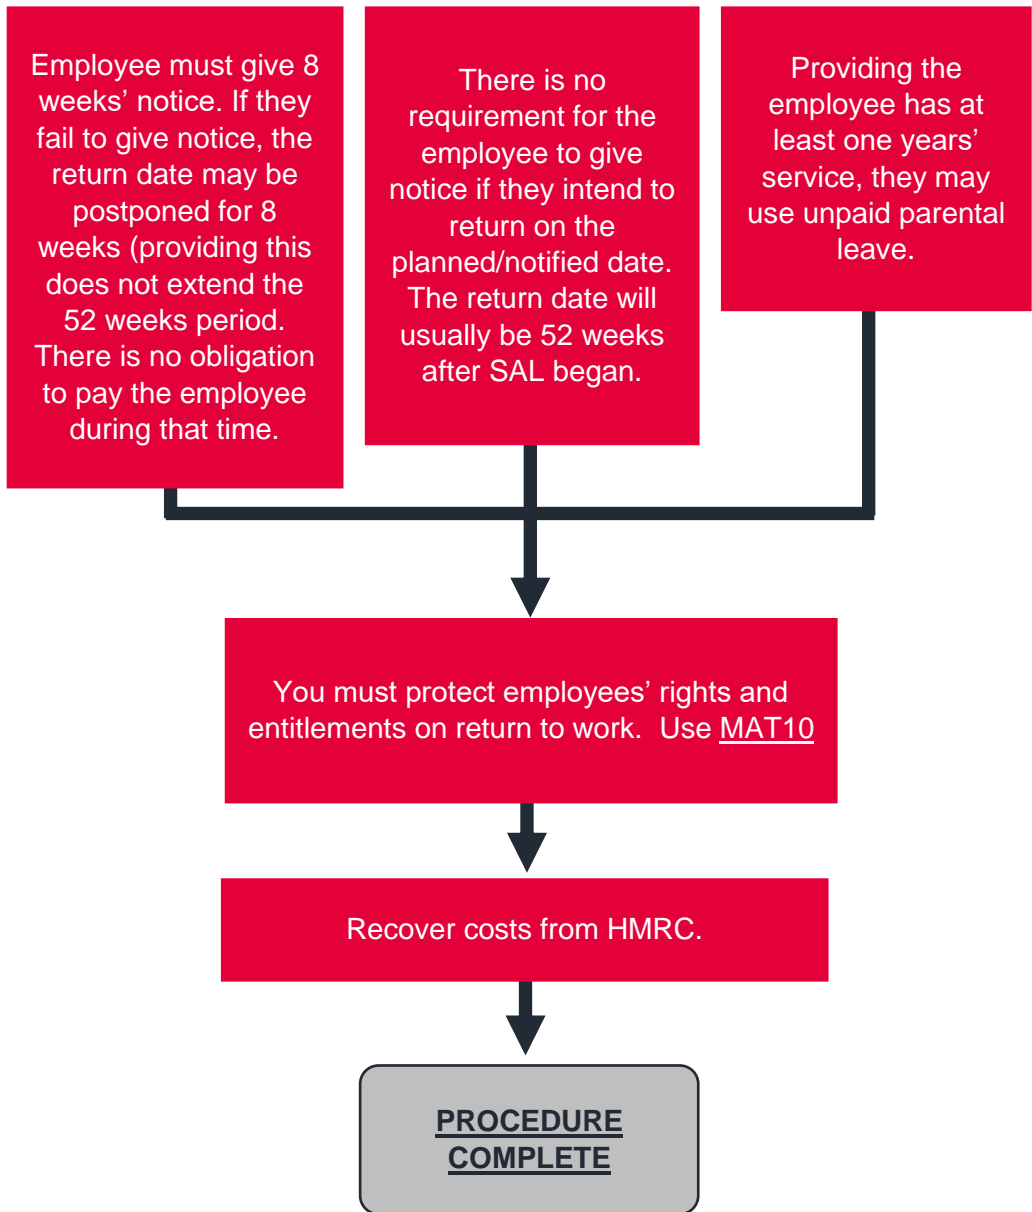 Employee must give 8
weeks’ notice. If they
fail to give notice, the
return date may be
postponed for 8
weeks (providing this
does not extend the
52 weeks period.
There is no obligation
to pay the employee
during that time.
There is no
requirement for the
employee to give
notice if they intend to
return on the
planned/notified date.
The return date will
usually be 52 weeks
after SAL began.
Providing the
employee has at
least one years’
service, they may
use unpaid parental
leave.
You must protect employees’ rights and
entitlements on return to work.  Use MAT10
Recover costs from HMRC.
PROCEDURE
COMPLETE